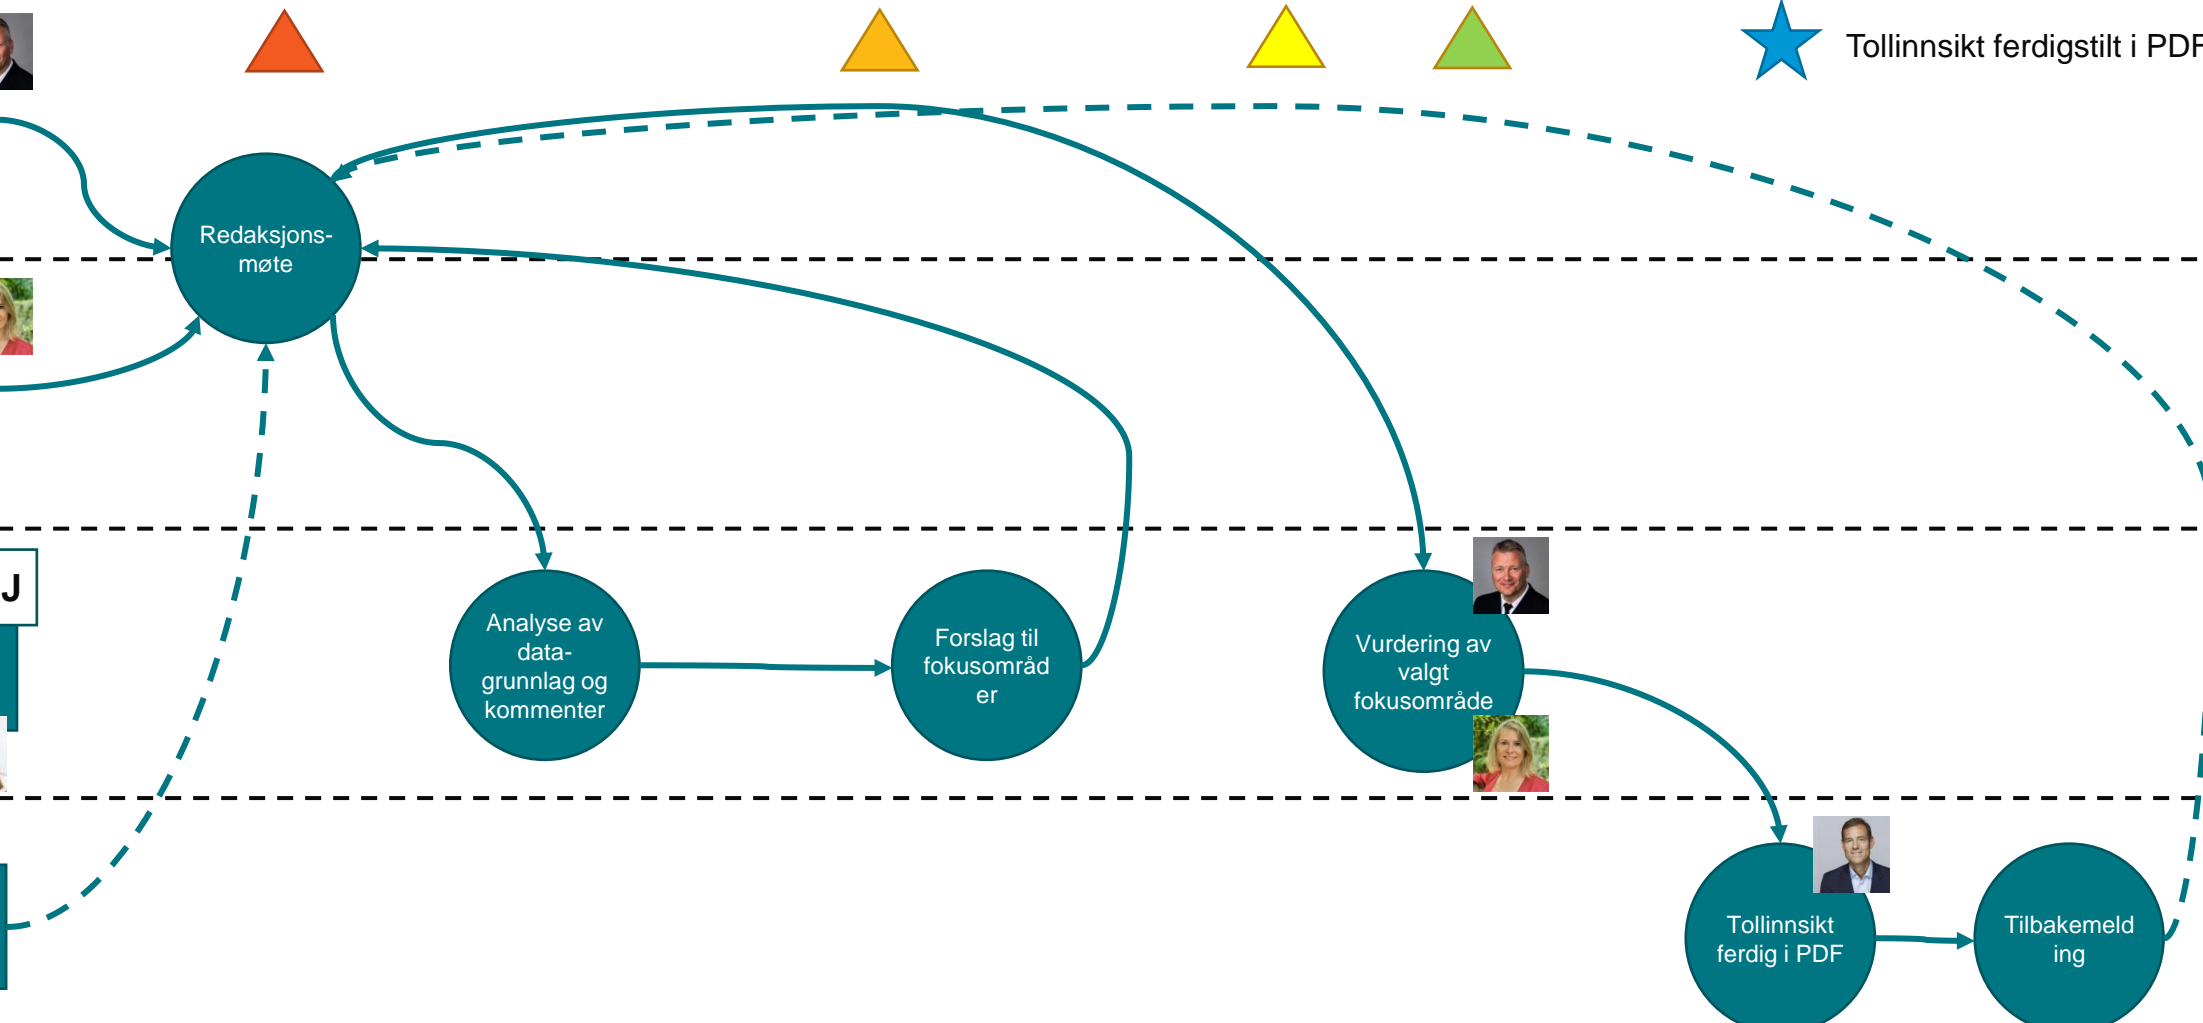 Tollinnsikt ferdigstilt i PDF
Redaksjons-
møte
J
Analyse av
data-
grunnlag og
kommenter
Forslag til
fokusområd
er
Vurdering av
valgt
fokusområde
Tollinnsikt
ferdig i PDF
Tilbakemeld
ing